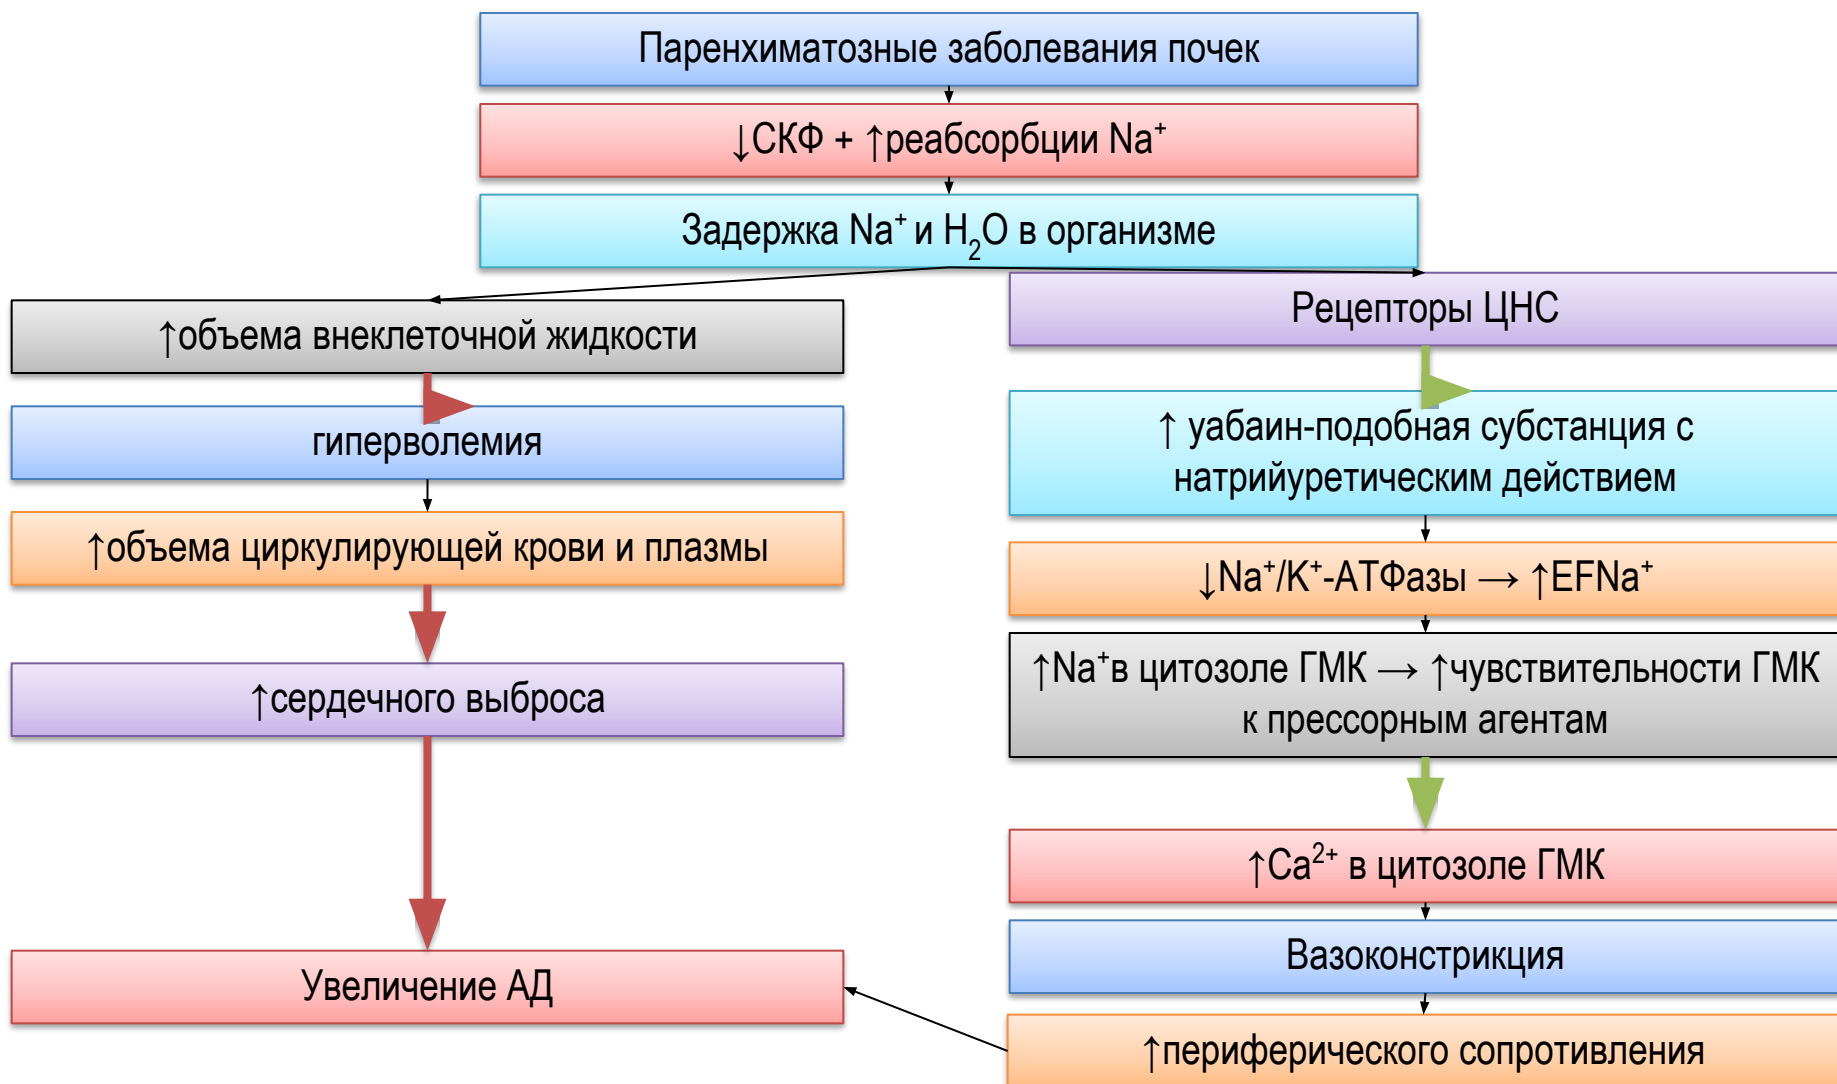 Паренхиматозные заболевания почек
↓СКФ + ↑реабсорбции Na⁺
Задержка Na⁺ и H₂O в организме
↑объема внеклеточной жидкости
гиперволемия
↑объема циркулирующей крови и плазмы
↑сердечного выброса
Увеличение АД
Рецепторы ЦНС
↑ уабаин-подобная субстанция с
натрийуретическим действием
↓Na⁺/K⁺-АТФазы → ↑EFNa⁺
↑Na⁺в цитозоле ГМК → ↑чувствительности ГМК
к прессорным агентам
↑Ca²⁺ в цитозоле ГМК
Вазоконстрикция
↑периферического сопротивления